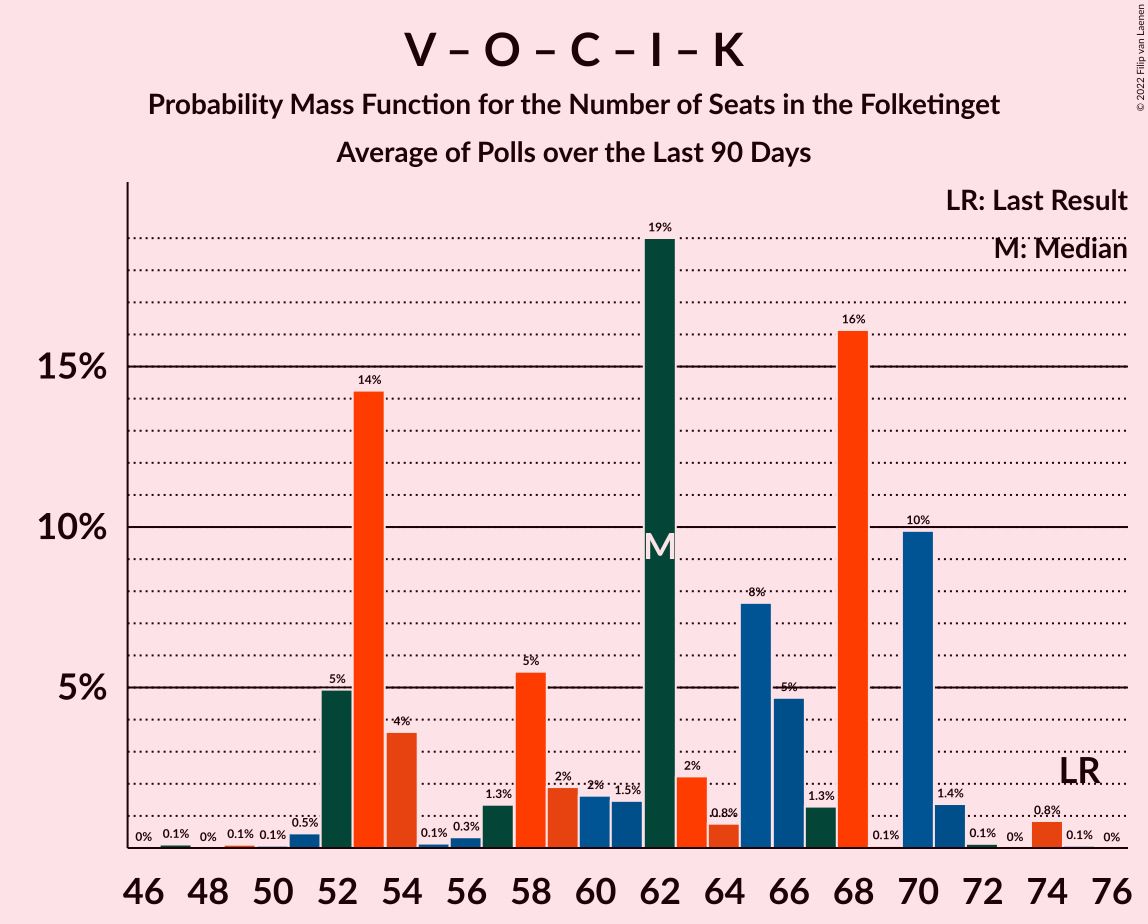 V – O – C – I – K
Probability Mass Function for the Number of Seats in the Folketinget
Average of Polls over the Last 90 Days
© 2022 Filip van Laenen
LR: Last Result
M: Median
15%
10%
5%
0% 0.1% 0% 0.1% 0.1% 0.5% 5% 14% 4% 0.1% 0.3% 1.3% 5% 2% 2% 1.5% 19% 2% 0.8% 8% 5% 1.3% 16% 0.1% 10% 1.4% 0.1% 0% 0.8% 0.1% 0%
M
LR
46 48 50 52 54 56 58 60 62 64 66 68 70 72 74 76